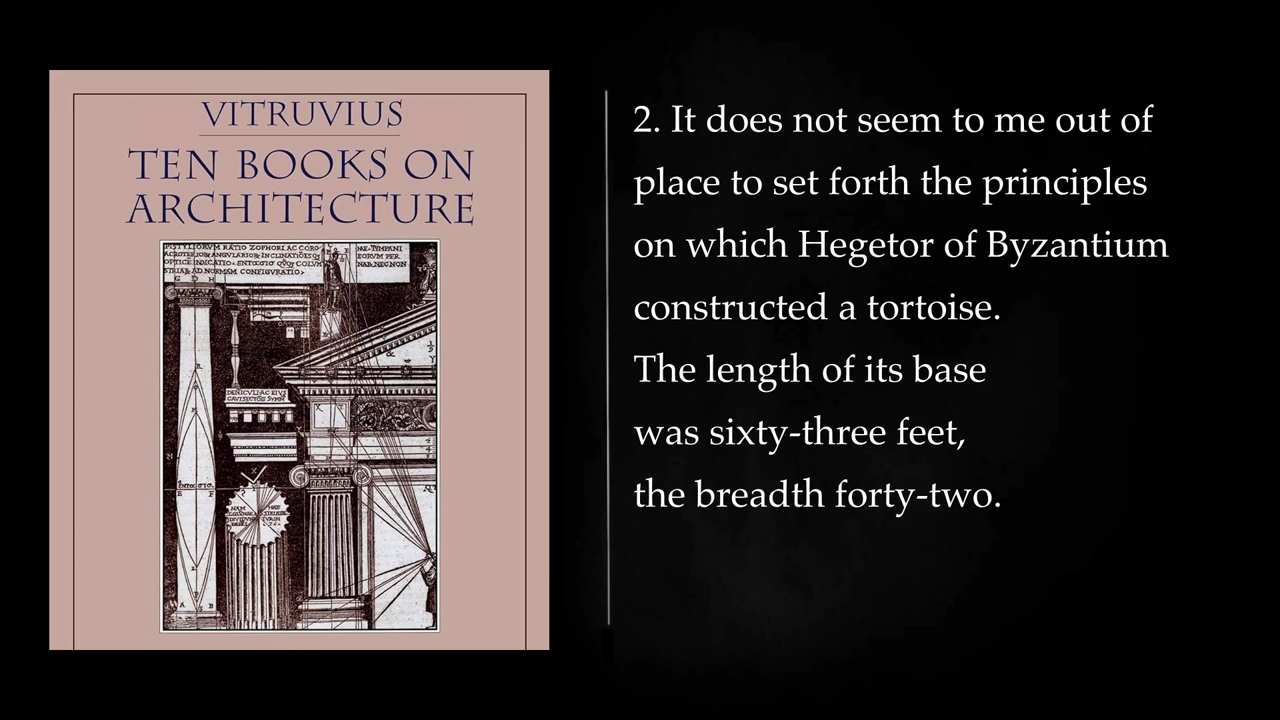 VITRUVIUS
TEN BOOKS ON
ARCHITECTURE
2. It does not seem to me out of
place to set forth the principles
on which Hegetor of Byzantium
constructed a tortoise.
The length of its base
was sixty-three feet,
the breadth forty-two.